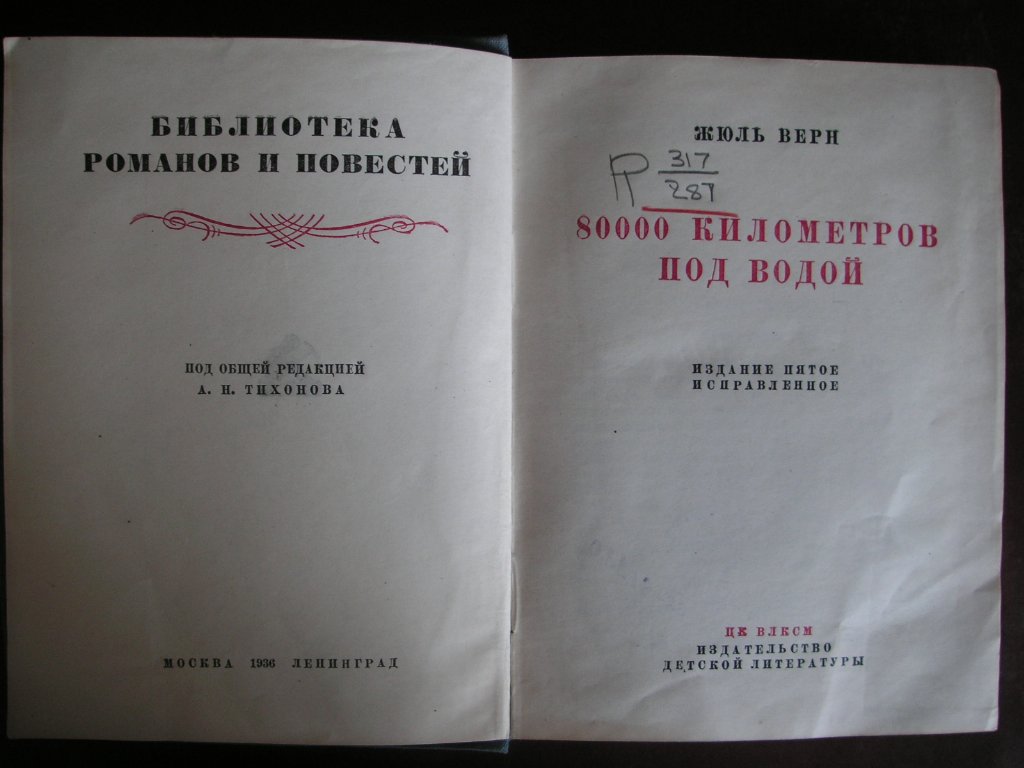 БИБЛИОТЕКА
РОМАНОВ И ПОВЕСТЕЙ
ПОД ОБЩЕЙ РЕДАКЦИЕЙ
А. Н. ТИХОНОВА
МОСКВА 1936 ЛЕНИНГРАД
ЖЮЛЬ ВЕРН
317
287
80000 КИЛОМЕТРОВ
ПОД ВОДОЙ
ИЗДАНИЕ ПЯТОЕ
ИСПРАВЛЕННОЕ
ЦК ВЛКСМ
ИЗДАТЕЛЬСТВО
ДЕТСКОЙ ЛИТЕРАТУРЫ